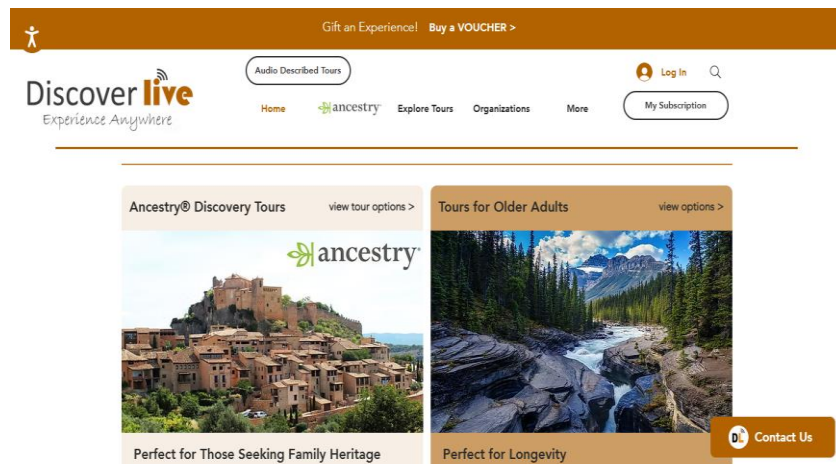 Gift an Experience! Buy a VOUCHER >
Audio Described Tours
Log In
Discover live
Experience Anywhere
Home ancestry Explore Tours Organizations More
My Subscription
Ancestry® Discovery Tours view tour options >
Tours for Older Adults view options >
ancestry
Perfect for Those Seeking Family Heritage
Perfect for Longevity
DL Contact Us